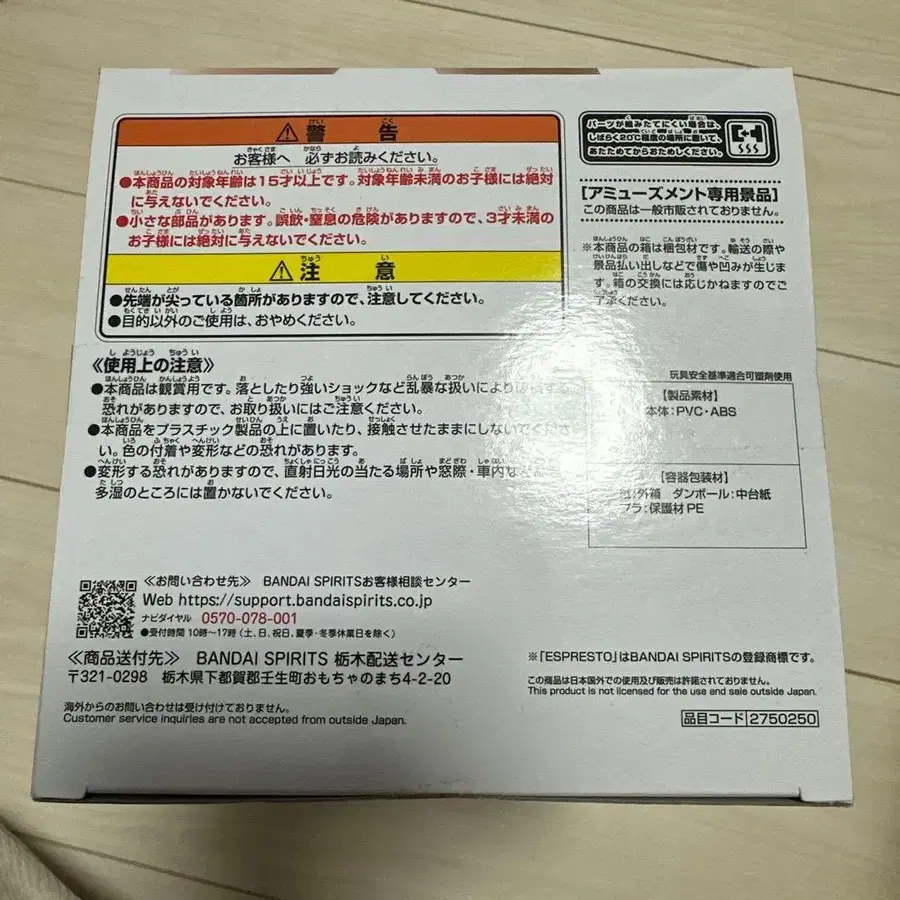 ⚠警告
お客様へ 必ずお読みください。
●本商品の対象年齢は15才以上です。対象年齢未満のお子様には絶対
に与えないでください。
●小さな部品があります。誤飲・窒息の危険がありますので、3才未満の
お子様には絶対に与えないでください。
⚠注意
●先端が尖っている箇所がありますので、注意してください。
●目的以外のご使用は、おやめください。
《使用上の注意》
●本商品は観賞用です。落としたり強いショックなど乱暴な扱いにより破損する
恐れがありますので、お取り扱いにはご注意ください。
●本商品をプラスチック製品の上に置いたり、接触させたままにしないでくださ
い。色の付着や変形などの恐れがあります。
●変形する恐れがありますので、直射日光の当たる場所や窓際・車内など
多湿のところには置かないでください。
パーツが組みたてにくい場合は、
しばらく20℃程度の場所に置いて、
あたためてからおためしください。
[アミューズメント専用景品]
この商品は一般市販されておりません。
※本商品の箱は梱包材です。輸送の際や
景品払い出しなどで傷や凹みが生じま
す。箱の交換には応じかねますのでご
了承ください。
玩具安全基準適合可塑剤使用
【製品素材】
本体:PVC・ABS
【容器包装材】
紙:外箱 ダンボール:中台紙
プラ:保護材PE
≪お問い合わせ先≫ BANDAI SPIRITSお客様相談センター
Web https://support.bandaispirits.co.jp
ナビダイヤル 0570-078-001
●受付時間 10時～17時(土、日、祝日、夏季・冬季休業日を除く)
≪商品送付先≫ BANDAI SPIRITS 栃木配送センター
〒321-0298 栃木県下都賀郡壬生町おもちゃのまち4-2-20
海外からのお問い合わせは受け付けておりません。
Customer service inquiries are not accepted from outside Japan.
※「ESPRESTO」はBANDAI SPIRITSの登録商標です。
この商品は日本国外での使用及び販売は許諾されておりません。
This product is not licensed for the use and sale outside Japan.
品目コード 2750250